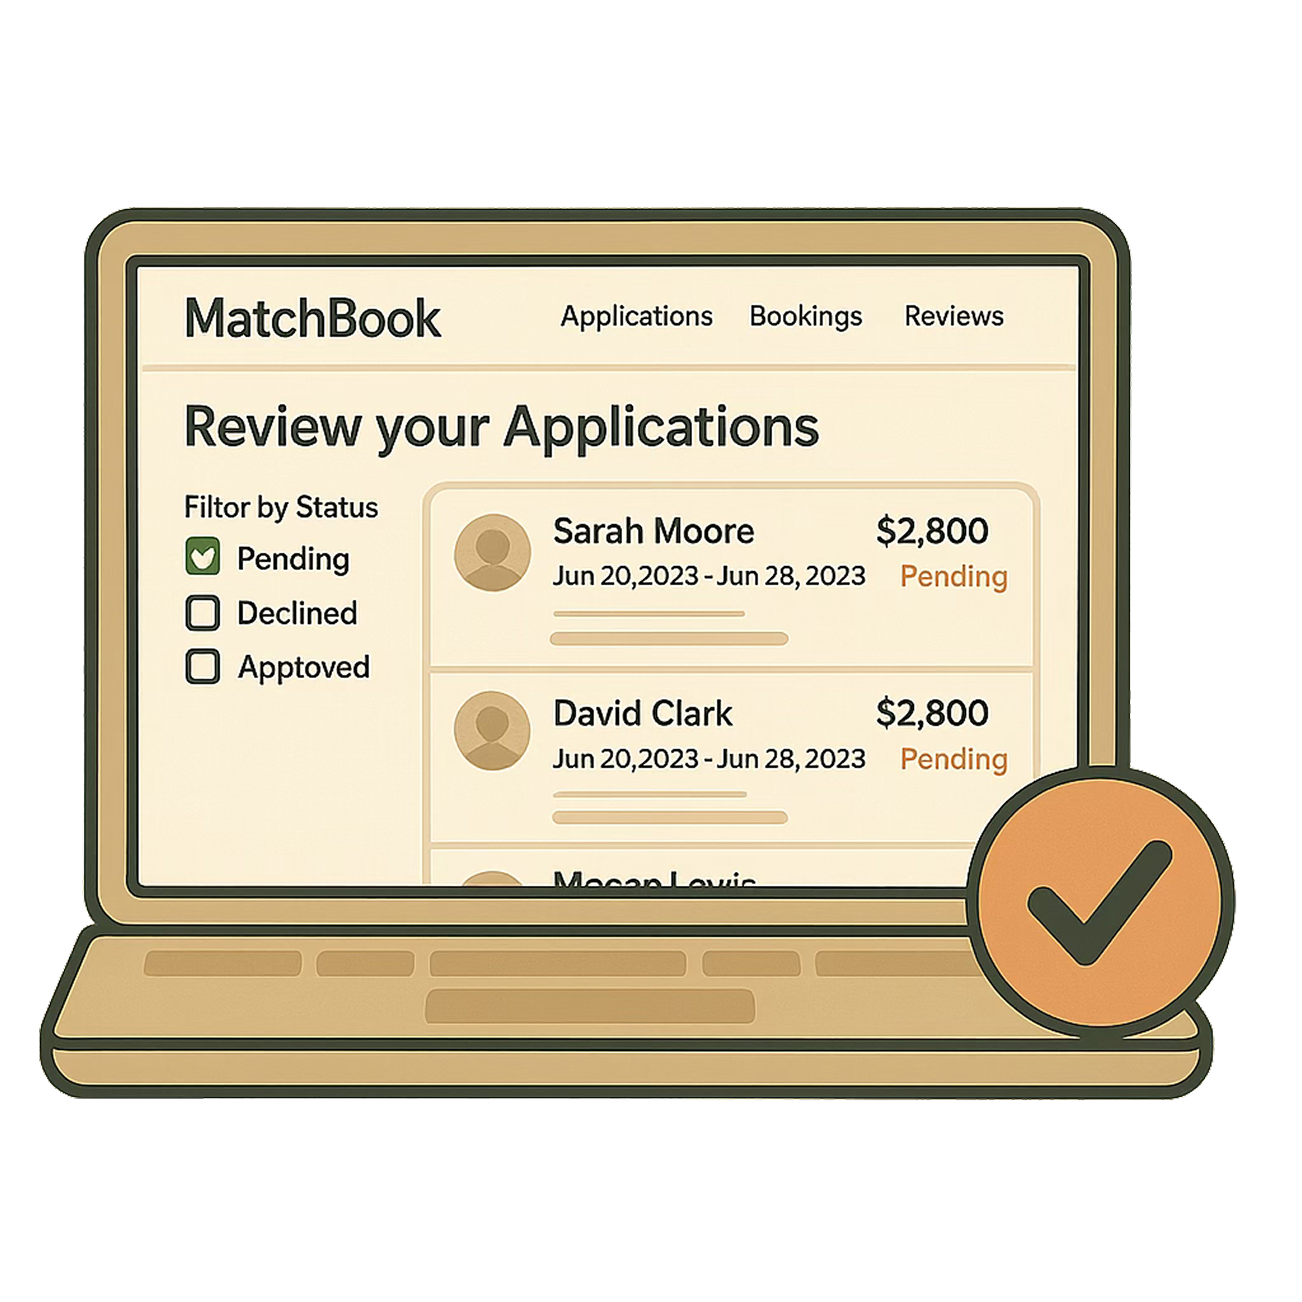 MatchBook
Applications Bookings Reviews
Review your Applications
Filtor by Status
Pending
Declined
Apptoved
Sarah Moore $2,800
Jun 20,2023 - Jun 28, 2023 Pending
David Clark $2,800
Jun 20,2023 - Jun 28, 2023 Pending